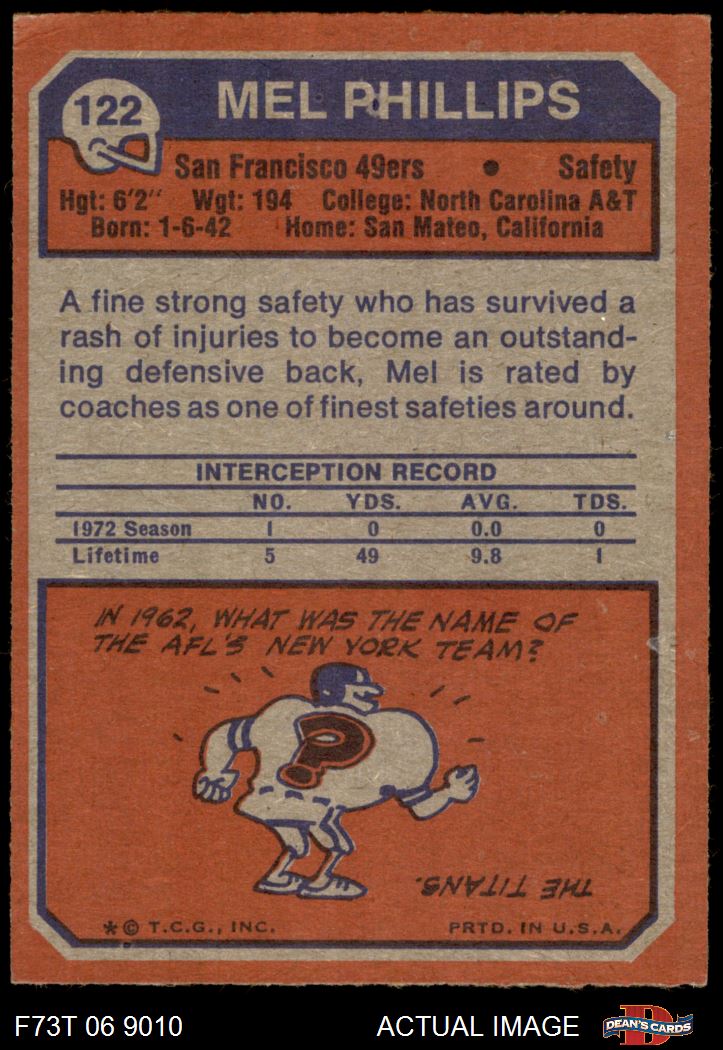 122
MEL PHILLIPS
San Francisco 49ers • Safety
Hgt: 6'2" Wgt: 194 College: North Carolina A&T
Born: 1-6-42 Home: San Mateo, California
A fine strong safety who has survived a
rash of injuries to become an outstand-
ing defensive back, Mel is rated by
coaches as one of finest safeties around.
INTERCEPTION RECORD
NO. YDS. AVG. TDS.
1972 Season 1 0 0.0 0
Lifetime 5 49 9.8 1
IN 1962, WHAT WAS THE NAME OF
THE AFL'S NEW YORK TEAM?
?
THE TITANS.
*© T.C.G., INC. PRTD. IN U.S.A.
F73T 06 9010 ACTUAL IMAGE D DEAN'S CARDS